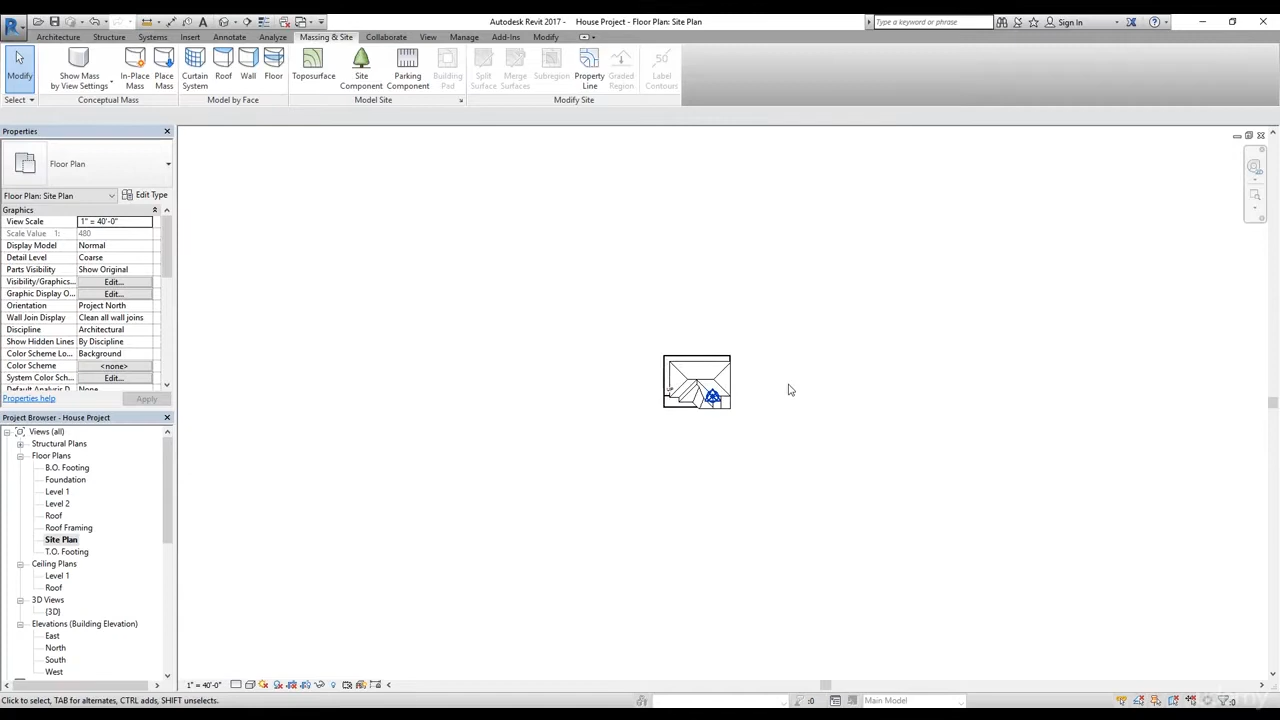 Autodesk Revit 2017 - House Project - Floor Plan: Site Plan
Type a keyword or phrase
Sign In
Architecture Structure Systems Insert Annotate Analyze Massing & Site Collaborate View Manage Add-Ins Modify
Modify
Show Mass by View Settings
In-Place Mass
Place Mass
Curtain System
Roof
Wall
Floor
Toposurface
Site Component
Parking Component
Building Pad
Split Surface
Merge Surfaces
Subregion
Property Line
Graded Region
50
Label Contours
Select
Conceptual Mass
Model by Face
Model Site
Modify Site
Properties
Floor Plan
Floor Plan: Site Plan
Edit Type
Graphics
View Scale 1" = 40'-0"
Scale Value 1: 480
Display Model Normal
Detail Level Coarse
Parts Visibility Show Original
Visibility/Graphics... Edit...
Graphic Display O... Edit...
Orientation Project North
Wall Join Display Clean all wall joins
Discipline Architectural
Show Hidden Lines By Discipline
Color Scheme Lo... Background
Color Scheme <none>
System Color Sch... Edit...
Default Analysis D... None
Properties help
Apply
Project Browser - House Project
Views (all)
Structural Plans
Floor Plans
B.O. Footing
Foundation
Level 1
Level 2
Roof
Roof Framing
Site Plan
T.O. Footing
Ceiling Plans
Level 1
Roof
3D Views
{3D}
Elevations (Building Elevation)
East
North
South
West
1" = 40'-0"
Click to select, TAB for alternates, CTRL adds, SHIFT unselects.
:0
Main Model
:0